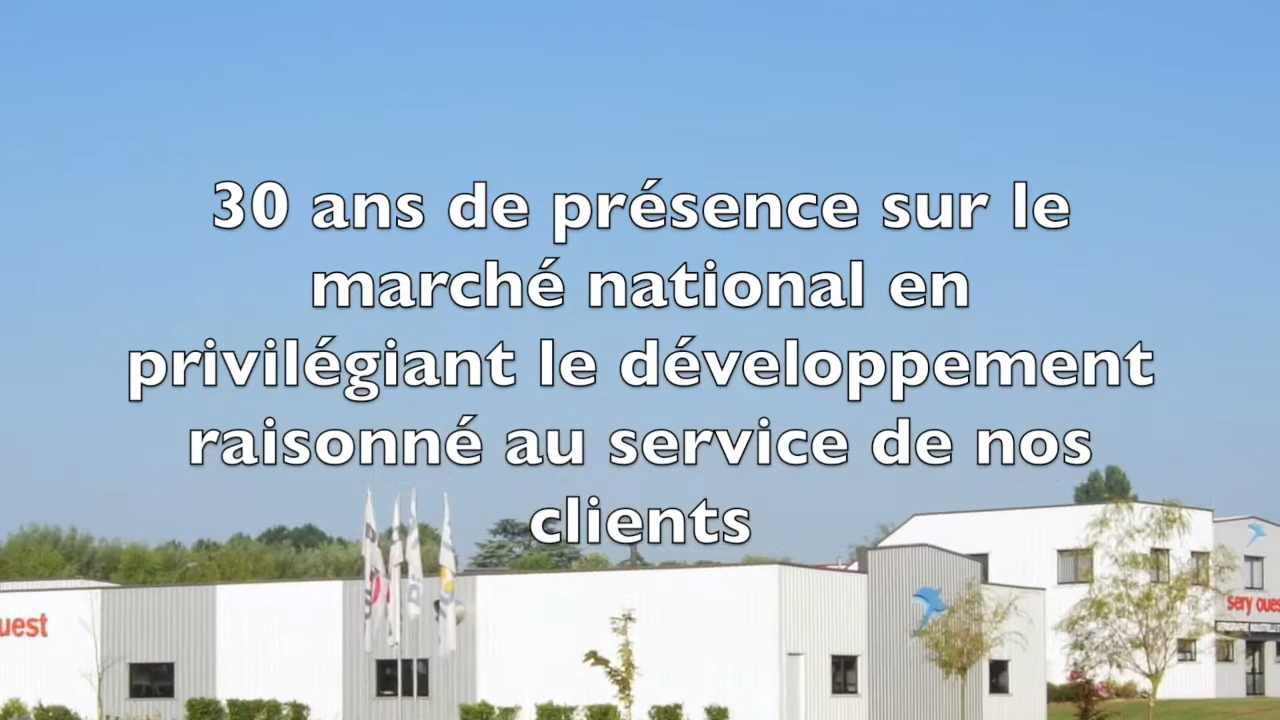 30 ans de présence sur le
marché national en
privilégiant le développement
raisonné au service de nos
clients
uest
sery oues